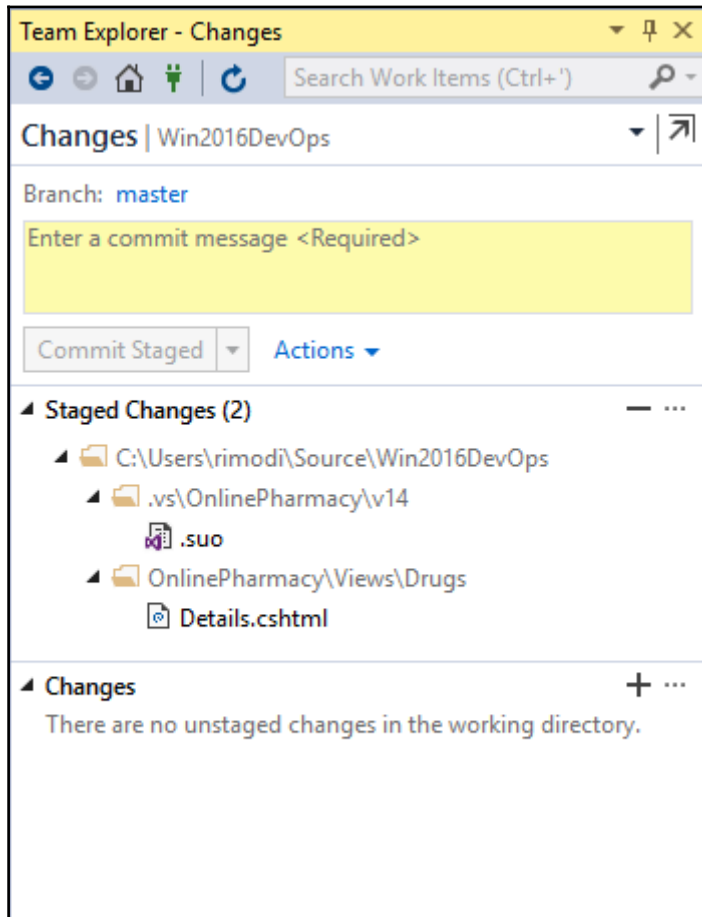 Team Explorer - Changes
Search Work Items (Ctrl+')
Changes | Win2016DevOps
Branch: master
Enter a commit message <Required>
Commit Staged Actions
Staged Changes (2)
C:\Users\rimodi\Source\Win2016DevOps
.vs\OnlinePharmacy\v14
.suo
OnlinePharmacy\Views\Drugs
Details.cshtml
Changes
There are no unstaged changes in the working directory.